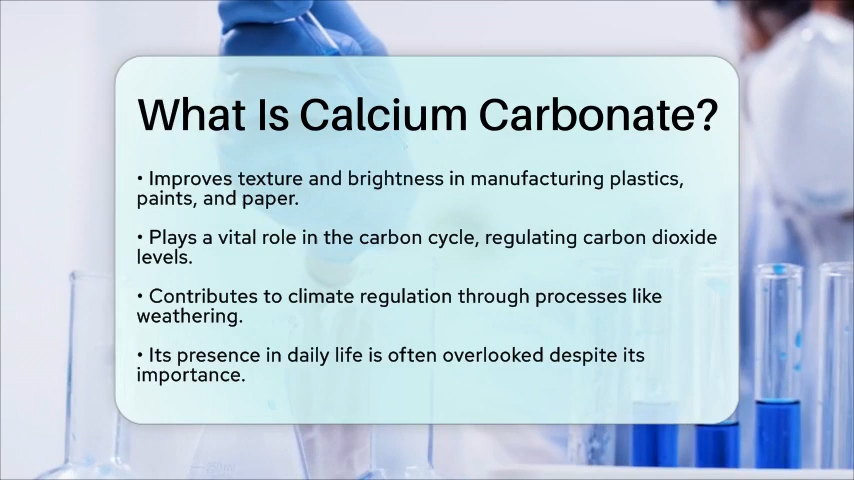 What Is Calcium Carbonate?
• Improves texture and brightness in manufacturing plastics,
paints, and paper.
• Plays a vital role in the carbon cycle, regulating carbon dioxide
levels.
• Contributes to climate regulation through processes like
weathering.
• Its presence in daily life is often overlooked despite its
importance.